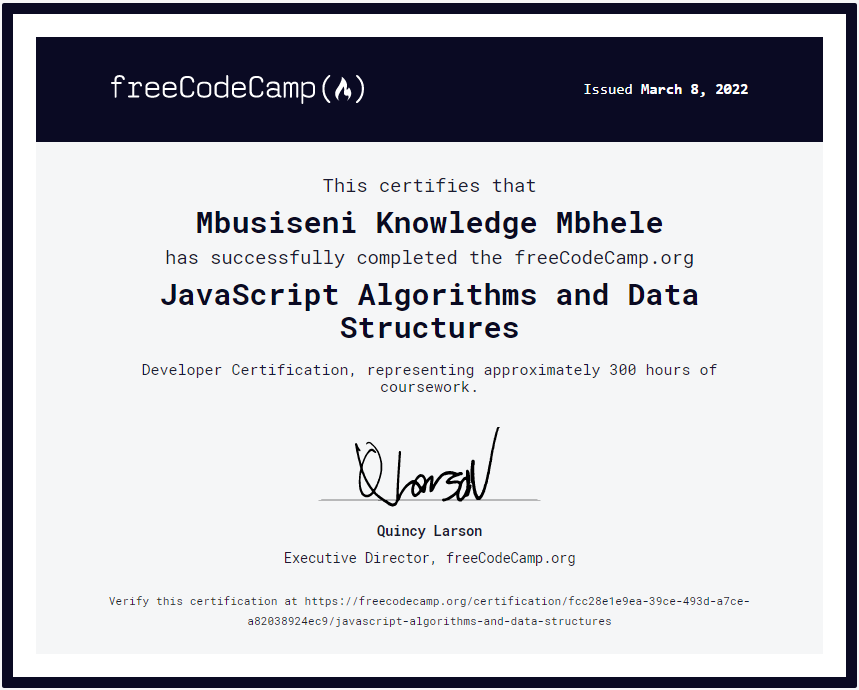 freeCodeCamp
Issued March 8, 2022
This certifies that
Mbusiseni Knowledge Mbhele
has successfully completed the freeCodeCamp.org
JavaScript Algorithms and Data
Structures
Developer Certification, representing approximately 300 hours of
coursework.
Q Larson
Quincy Larson
Executive Director, freeCodeCamp.org
Verify this certification at https://freecodecamp.org/certification/fcc28e1e9ea-39ce-493d-a7ce-
a82038924ec9/javascript-algorithms-and-data-structures